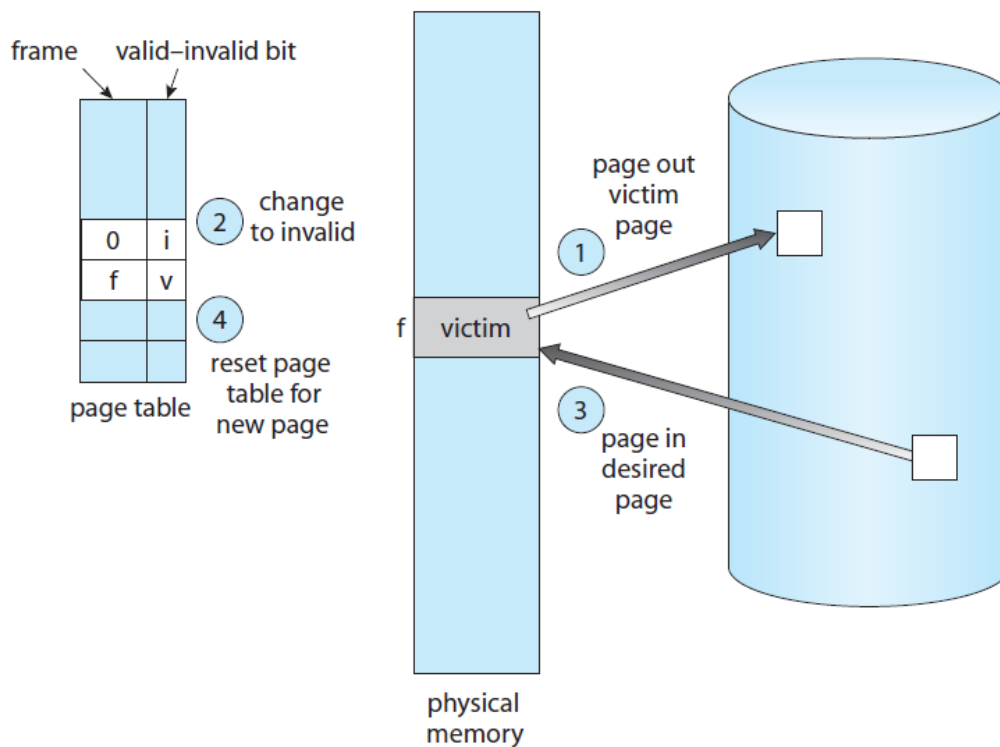 frame
valid–invalid bit
0
i
f
v
2
change
to invalid
4
reset page
table for
new page
page table
f
victim
physical
memory
page out
victim
page
1
3
page in
desired
page